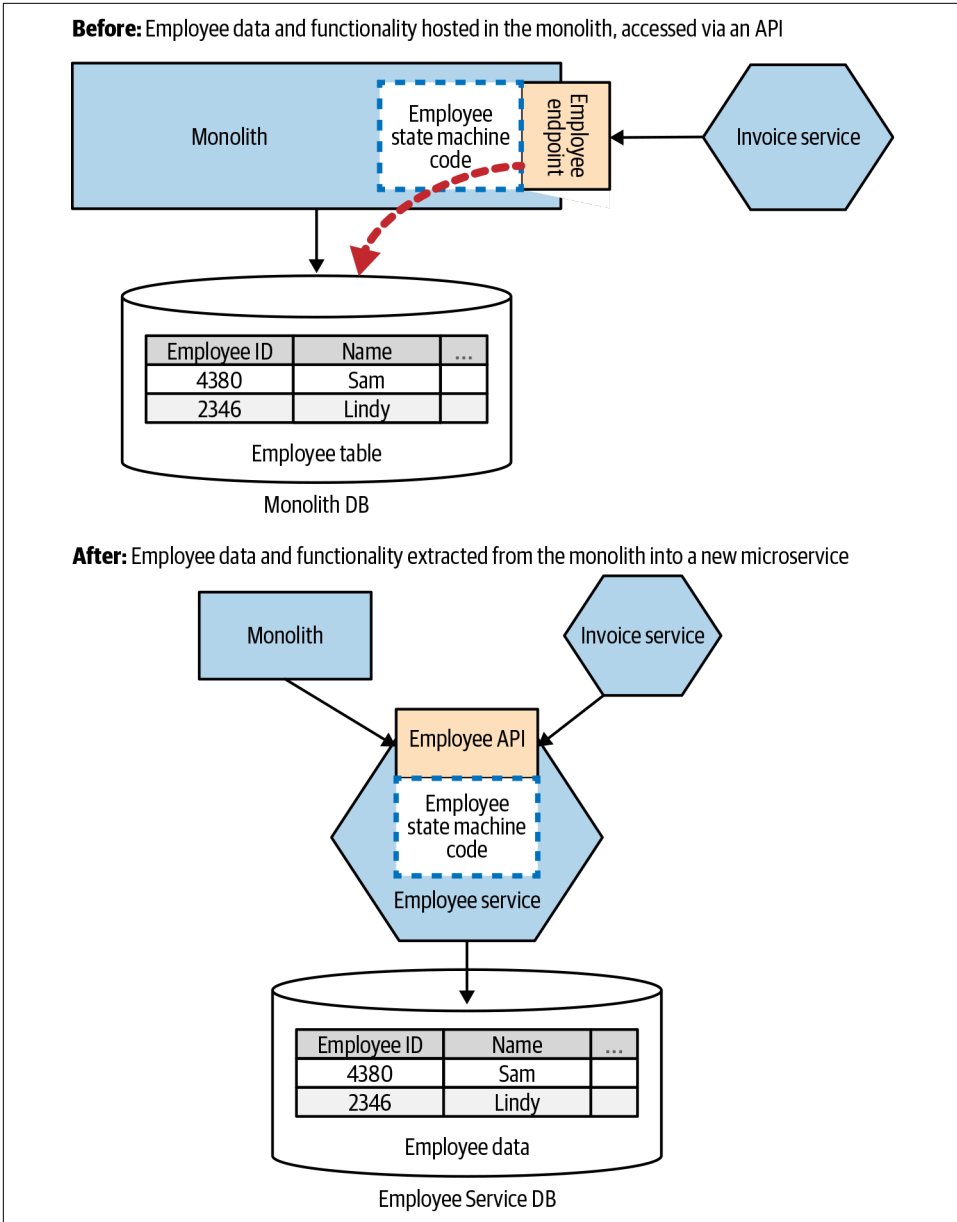 Before: Employee data and functionality hosted in the monolith, accessed via an API
Monolith
Employee
state machine
code
Employee
endpoint
Invoice service
Employee ID Name ...
4380 Sam
2346 Lindy
Employee table
Monolith DB
After: Employee data and functionality extracted from the monolith into a new microservice
Monolith
Invoice service
Employee API
Employee
state machine
code
Employee service
Employee ID Name ...
4380 Sam
2346 Lindy
Employee data
Employee Service DB